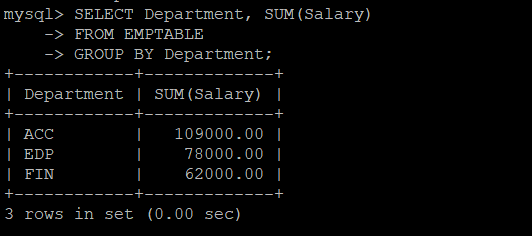 mysql> SELECT Department, SUM(Salary)
    -> FROM EMPTABLE
    -> GROUP BY Department;
+------------+-------------+
| Department | SUM(Salary) |
+------------+-------------+
| ACC        |   109000.00 |
| EDP        |    78000.00 |
| FIN        |    62000.00 |
+------------+-------------+
3 rows in set (0.00 sec)